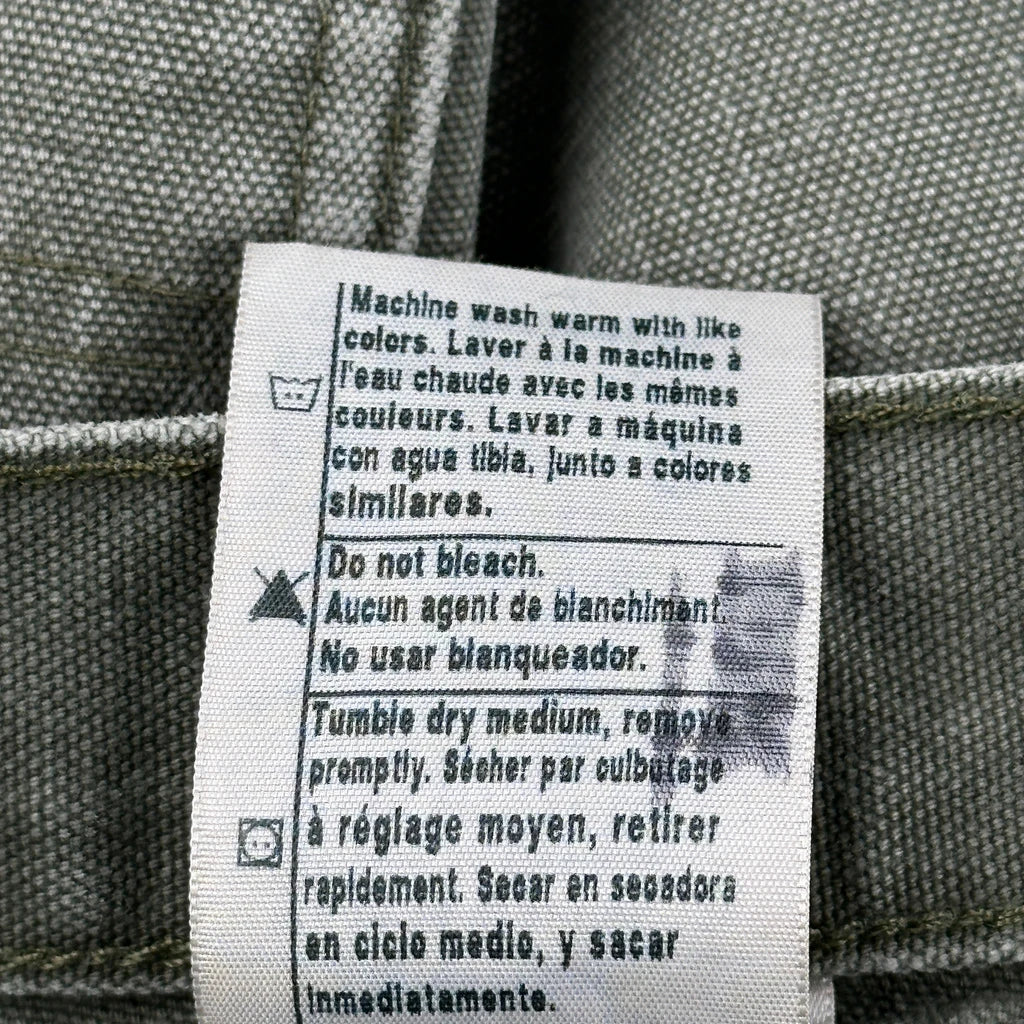 Machine wash warm with like
colors. Laver à la machine à
l'eau chaude avec les mêmes
couleurs. Lavar a máquina
con agua tibia, junto a colores
similares.
Do not bleach.
Aucun agent de blanchiment.
No usar blanqueador.
Tumble dry medium, remove
promptly. Sécher par culbutage
à réglage moyen, retirer
rapidement. Secar en secadora
en ciclo medio, y sacar
inmediatamente.